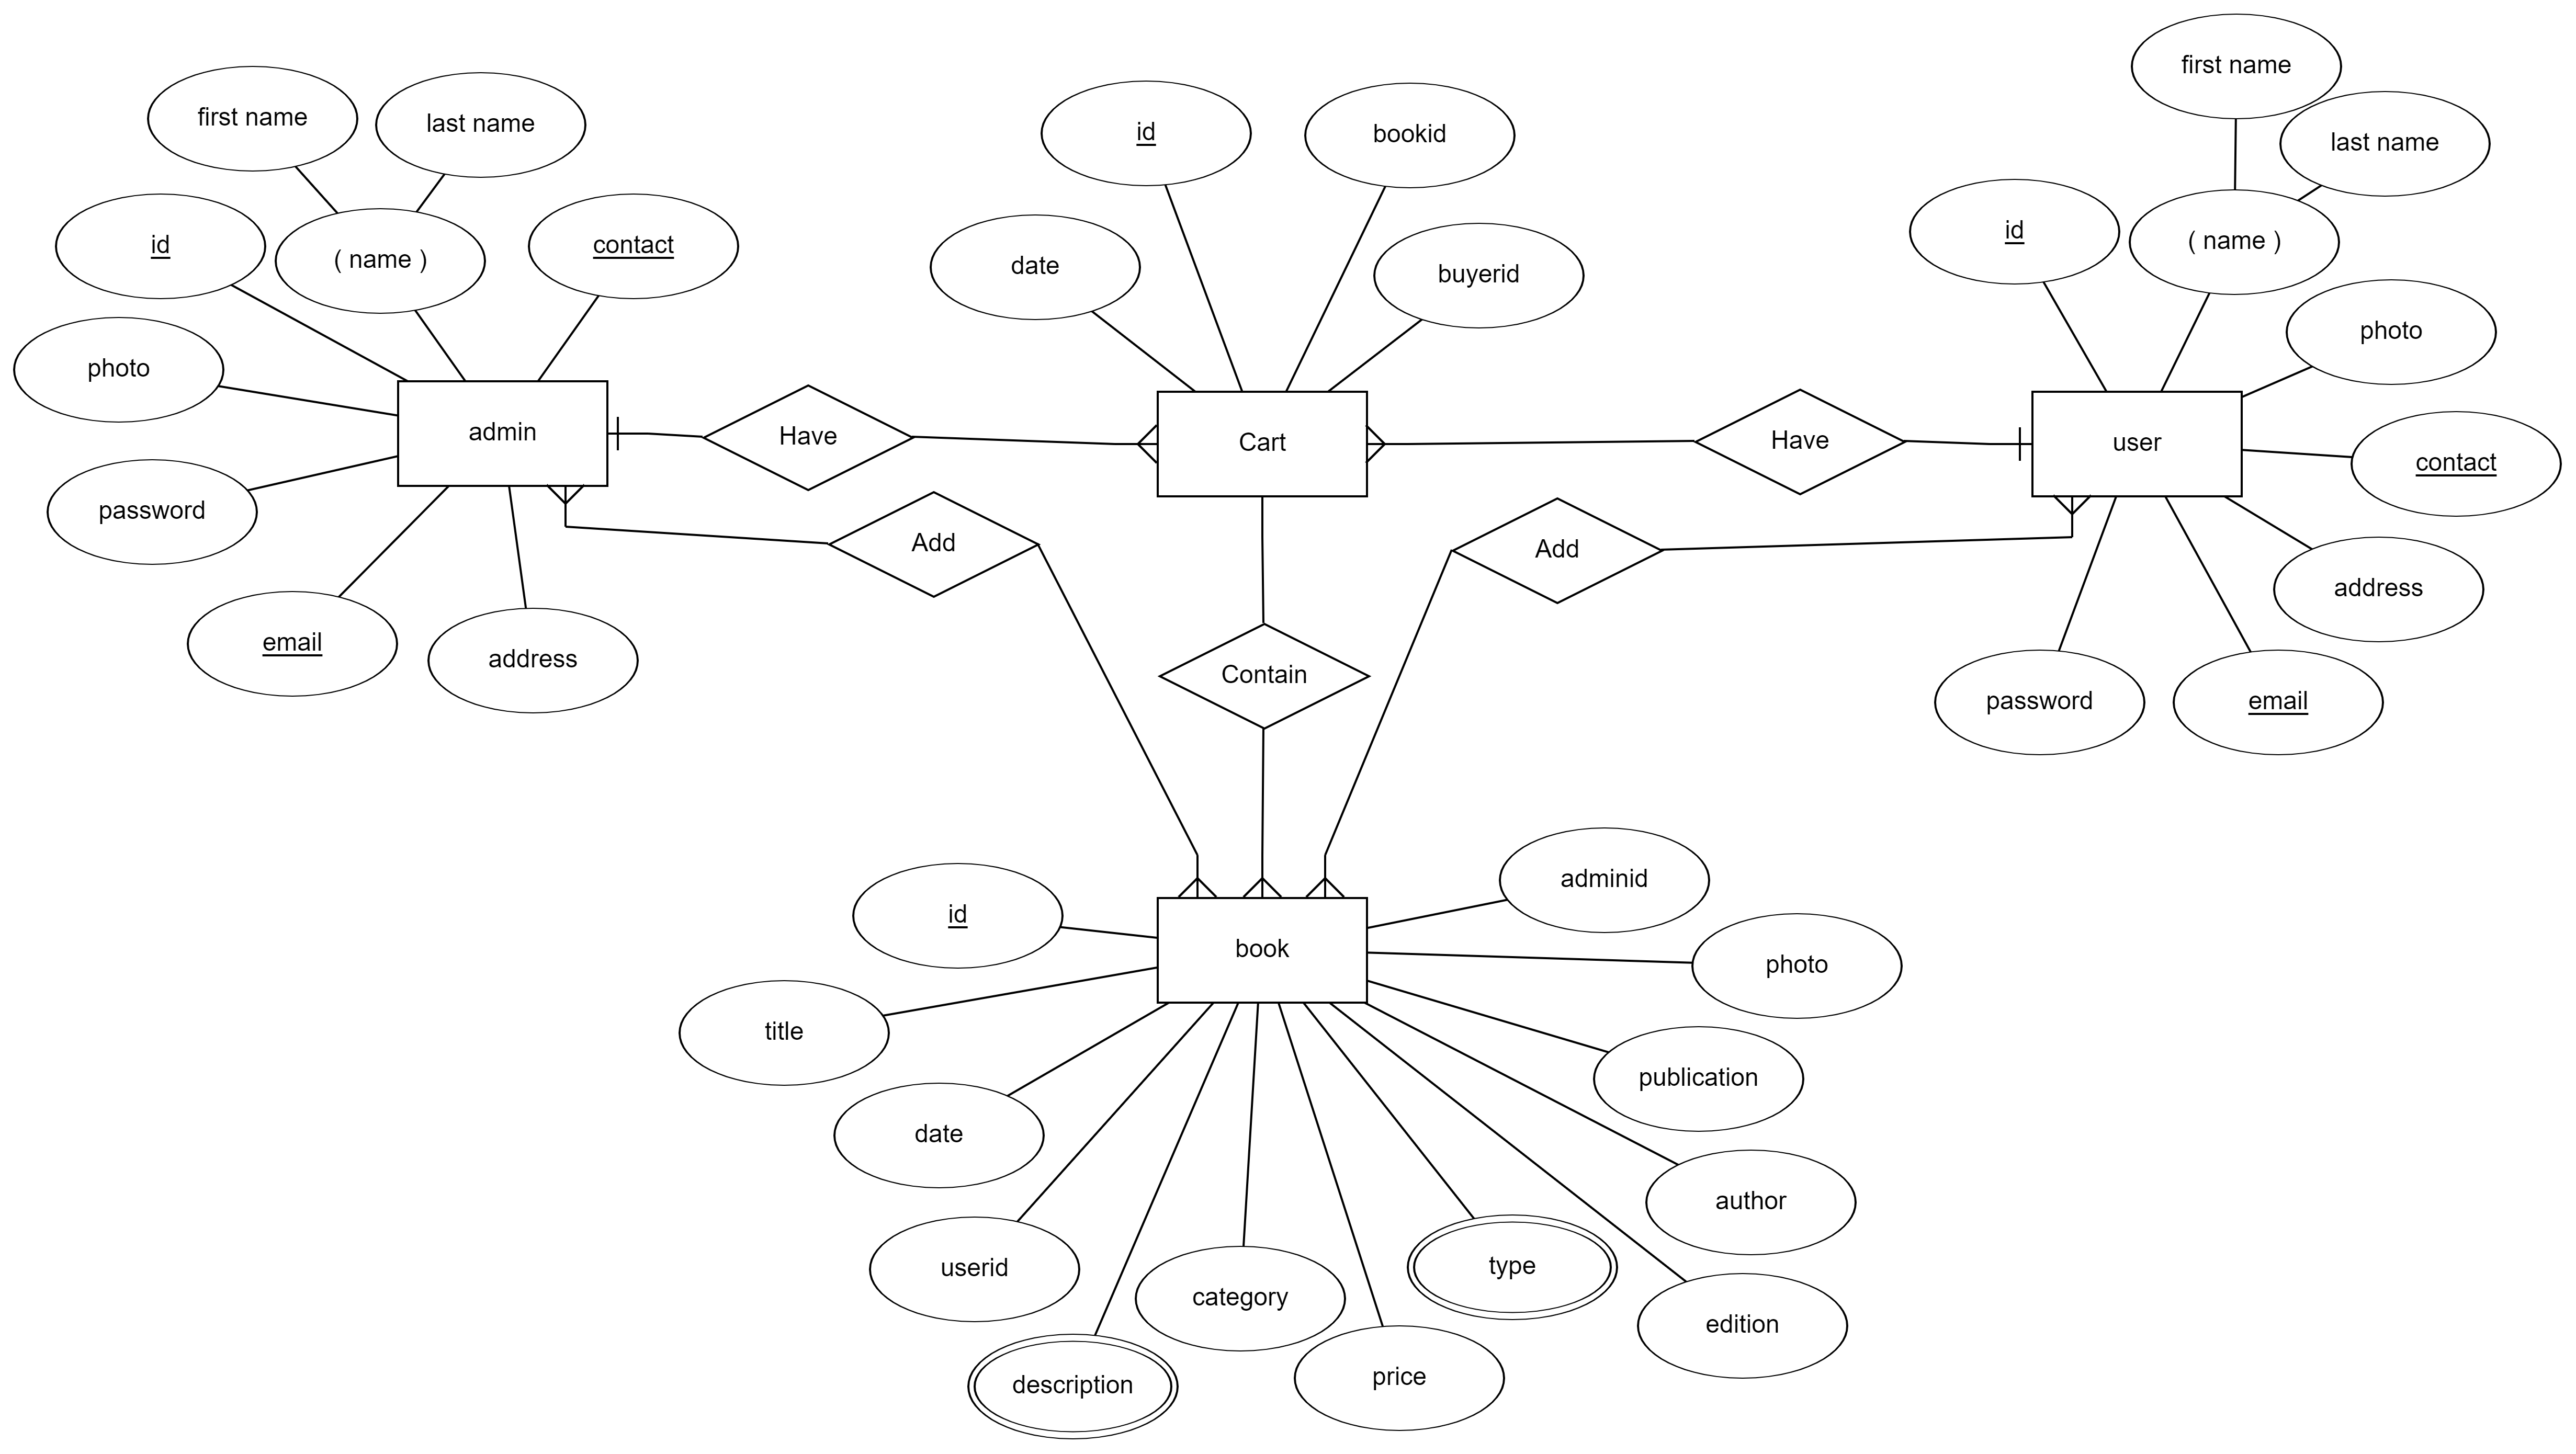 first name
last name
id
( name )
contact
photo
admin
password
email
address
Have
Add
id
bookid
date
buyerid
Cart
Contain
Have
Add
first name
last name
id
( name )
photo
user
contact
address
password
email
book
id
title
date
userid
description
category
price
type
edition
author
publication
photo
adminid